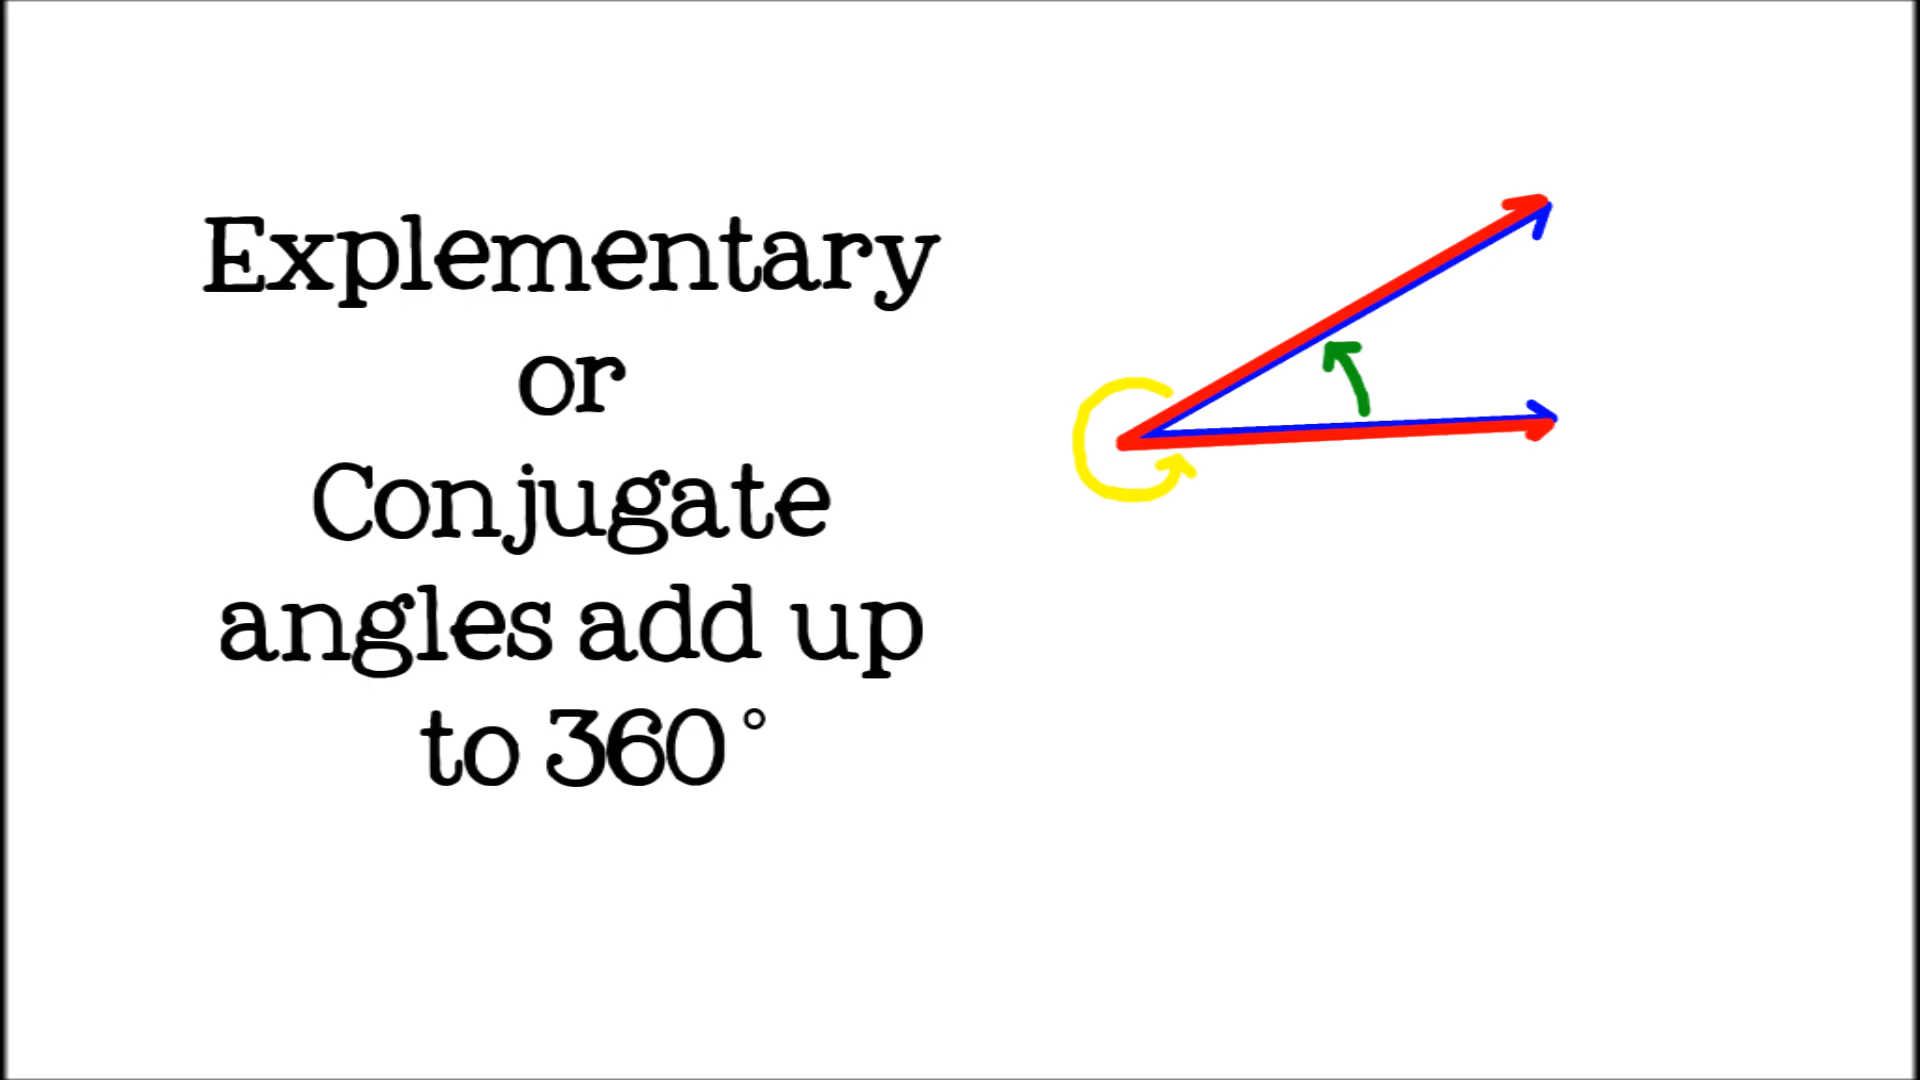 Explementary
or
Conjugate
angles add up
to 360°